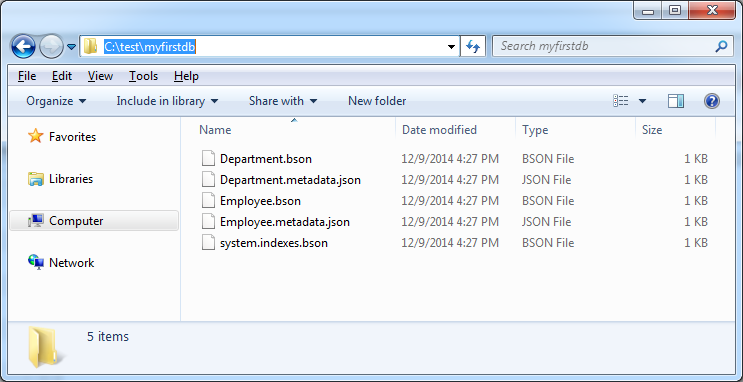 C:\test\myfirstdb
Search myfirstdb
File Edit View Tools Help
Organize Include in library Share with New folder
Favorites
Libraries
Computer
Network
Name Date modified Type Size
Department.bson 12/9/2014 4:27 PM BSON File 1 KB
Department.metadata.json 12/9/2014 4:27 PM JSON File 1 KB
Employee.bson 12/9/2014 4:27 PM BSON File 1 KB
Employee.metadata.json 12/9/2014 4:27 PM JSON File 1 KB
system.indexes.bson 12/9/2014 4:27 PM BSON File 1 KB
5 items